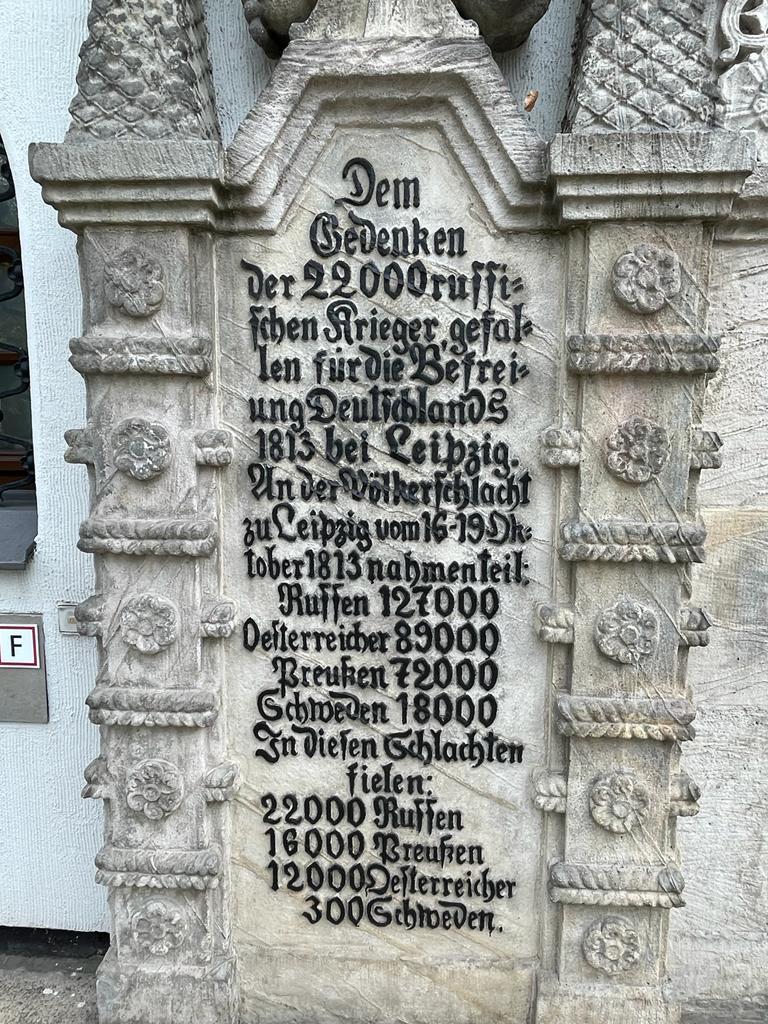 Dem
Gedenken
der 22000 russi-
schen Krieger, gefal-
len für die Befrei-
ung Deutschlands
1813 bei Leipzig.
An der Völkerschlacht
zu Leipzig vom 16-19 Ok-
tober 1813 nahmen teil:
Russen 127000
Oesterreicher 89000
Preußen 72000
Schweden 18000
In diesen Schlachten
fielen:
22000 Russen
16000 Preußen
12000 Oesterreicher
300 Schweden.
F